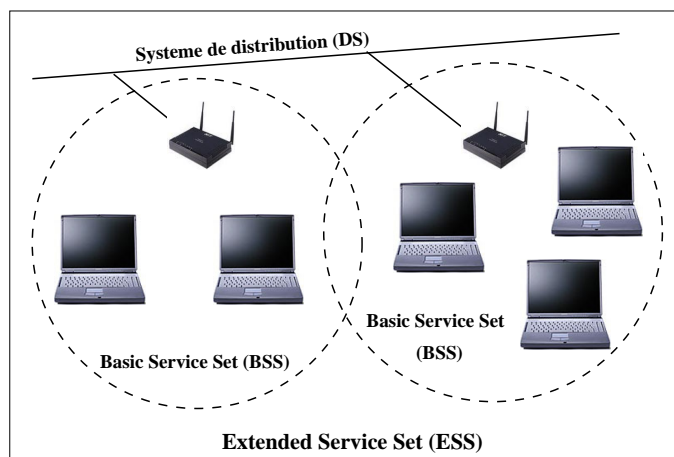 Systeme de distribution (DS)
Basic Service Set (BSS)
Basic Service Set
(BSS)
Extended Service Set (ESS)